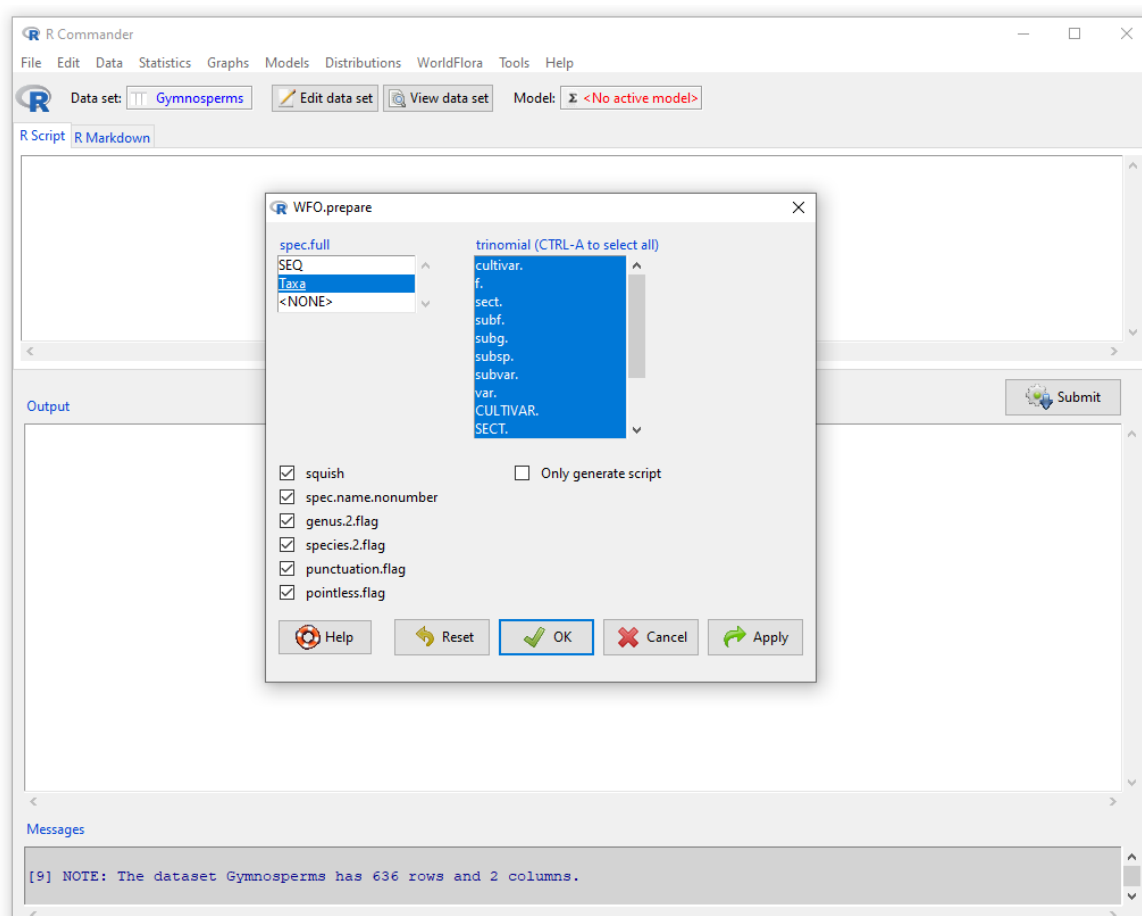 R Commander
File Edit Data Statistics Graphs Models Distributions WorldFlora Tools Help
R Data set: Gymnosperms Edit data set View data set Model: Σ <No active model>
R Script R Markdown
WFO.prepare
spec.full trinomial (CTRL-A to select all)
SEQ cultivar.
Taxa f.
<NONE> sect.
subf.
subg.
subsp.
subvar.
var.
CULTIVAR.
SECT.
Submit
Output
squish Only generate script
spec.name.nonumber
genus.2.flag
species.2.flag
punctuation.flag
pointless.flag
Help Reset OK Cancel Apply
Messages
[9] NOTE: The dataset Gymnosperms has 636 rows and 2 columns.